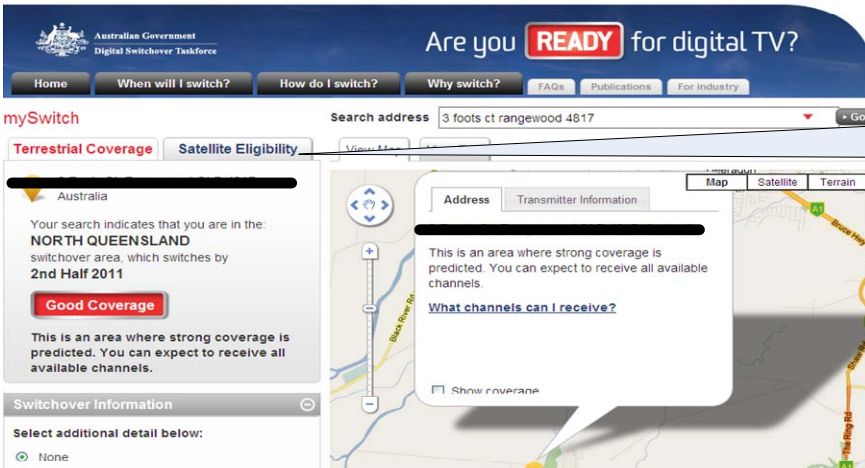 Australian Government
Digital Switchover Taskforce
Are you READY for digital TV?
Home
When will I switch?
How do I switch?
Why switch?
FAQs
Publications
For industry
mySwitch
Search address
3 foots ct rangewood 4817
Go
Terrestrial Coverage
Satellite Eligibility
View Map
Australia
Your search indicates that you are in the:
NORTH QUEENSLAND
switchover area, which switches by
2nd Half 2011
Good Coverage
This is an area where strong coverage is
predicted. You can expect to receive all
available channels.
Switchover Information
Select additional detail below:
None
Map
Satellite
Terrain
Address
Transmitter Information
This is an area where strong coverage is
predicted. You can expect to receive all available
channels.
What channels can I receive?
Show coverage
Black River Rd
A1
Bruce Hwy
Shaw Rd
The Ring Rd